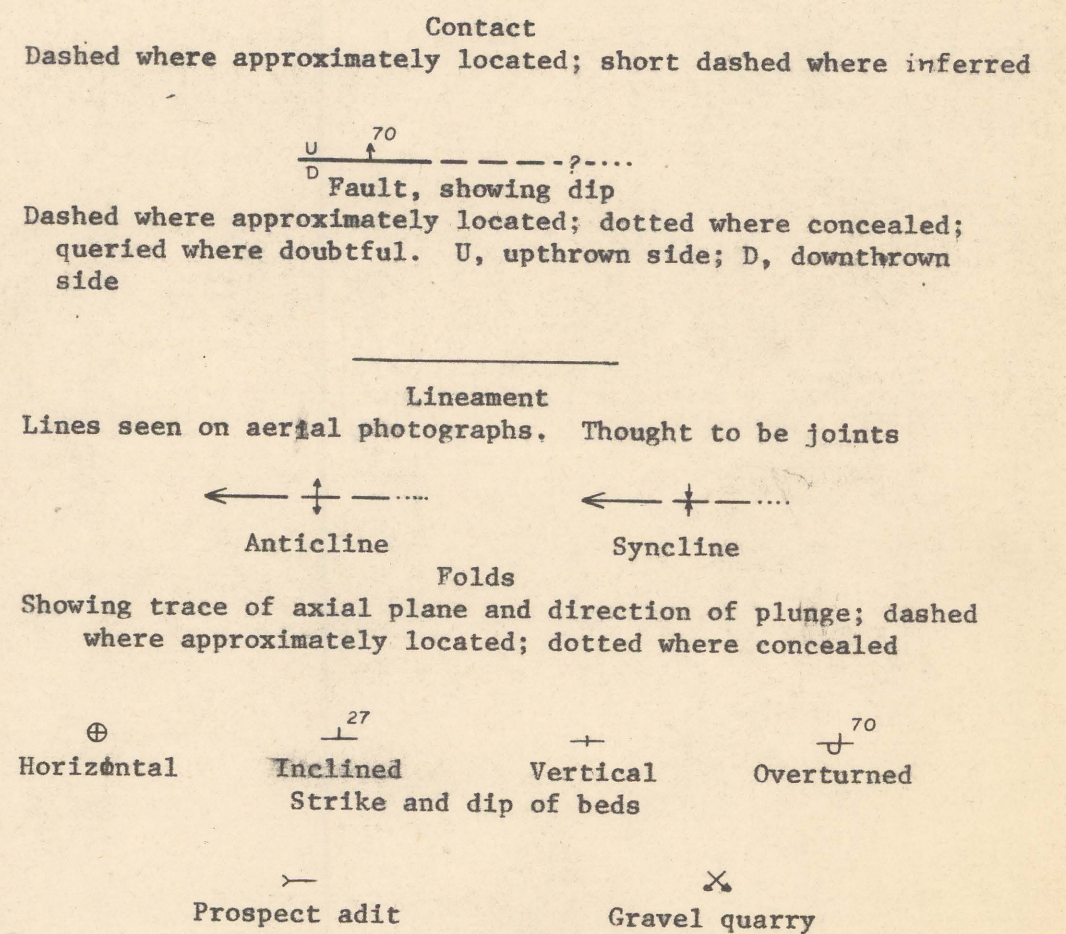 Contact
Dashed where approximately located; short dashed where inferred
70
U
?
D
Fault, showing dip
Dashed where approximately located; dotted where concealed;
queried where doubtful. U, upthrown side; D, downthrown
side
Lineament
Lines seen on aerial photographs. Thought to be joints
Anticline Syncline
Folds
Showing trace of axial plane and direction of plunge; dashed
where approximately located; dotted where concealed
27 70
Horizontal Inclined Vertical Overturned
Strike and dip of beds
Prospect adit Gravel quarry